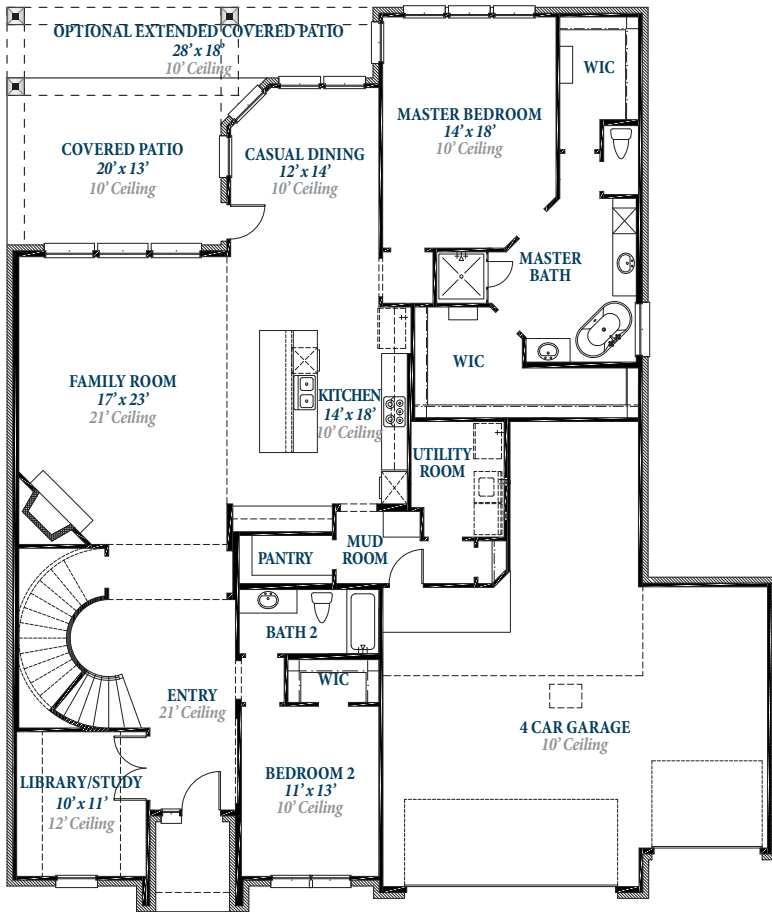 OPTIONAL EXTENDED COVERED PATIO
28' x 18'
10' Ceiling
WIC
MASTER BEDROOM
14' x 18'
10' Ceiling
COVERED PATIO
20' x 13'
10' Ceiling
CASUAL DINING
12' x 14'
10' Ceiling
MASTER
BATH
WIC
FAMILY ROOM
17' x 23'
21' Ceiling
KITCHEN
14' x 18'
10' Ceiling
UTILITY
ROOM
MUD
ROOM
PANTRY
BATH 2
WIC
ENTRY
21' Ceiling
4 CAR GARAGE
10' Ceiling
LIBRARY/STUDY
10' x 11'
12' Ceiling
BEDROOM 2
11' x 13'
10' Ceiling